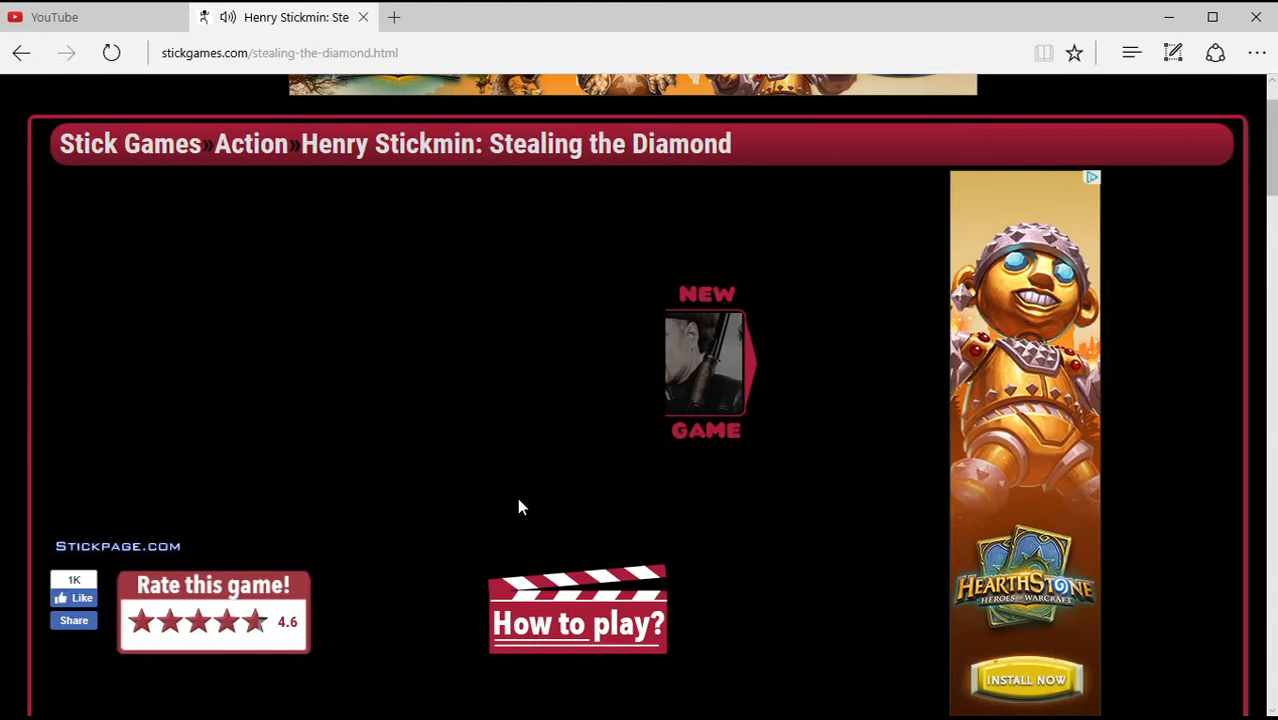 YouTube
Henry Stickmin: Ste
stickgames.com/stealing-the-diamond.html
Stick Games»Action»Henry Stickmin: Stealing the Diamond
NEW
GAME
STICKPAGE.COM
1K
Like
Share
Rate this game!
4.6
How to play?
HEARTHSTONE
HEROES OF WARCRAFT
INSTALL NOW